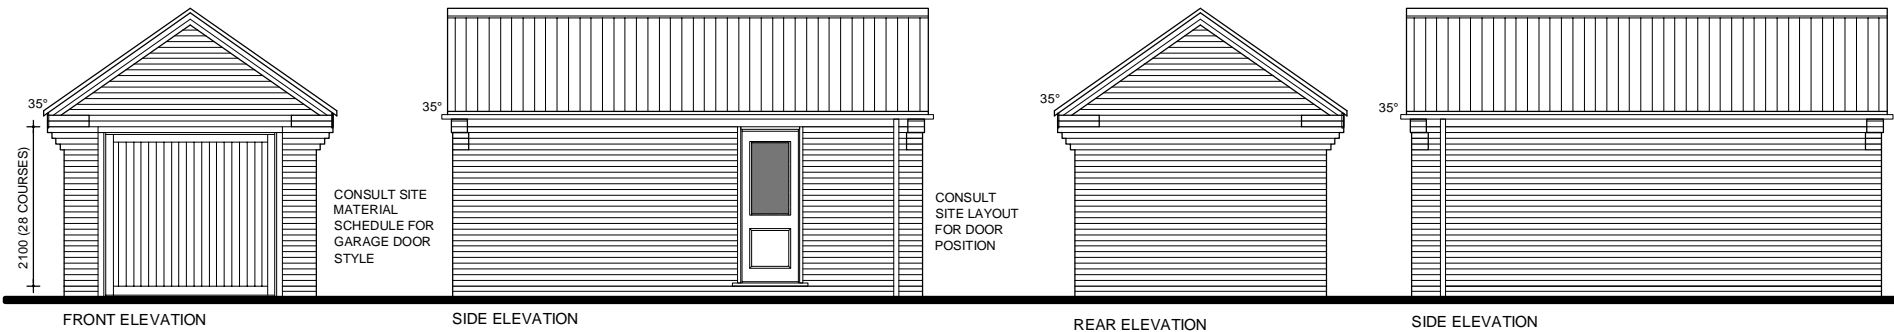 35°
2100 (28 COURSES)
FRONT ELEVATION
CONSULT SITE
MATERIAL
SCHEDULE FOR
GARAGE DOOR
STYLE
35°
SIDE ELEVATION
CONSULT
SITE LAYOUT
FOR DOOR
POSITION
35°
REAR ELEVATION
35°
SIDE ELEVATION